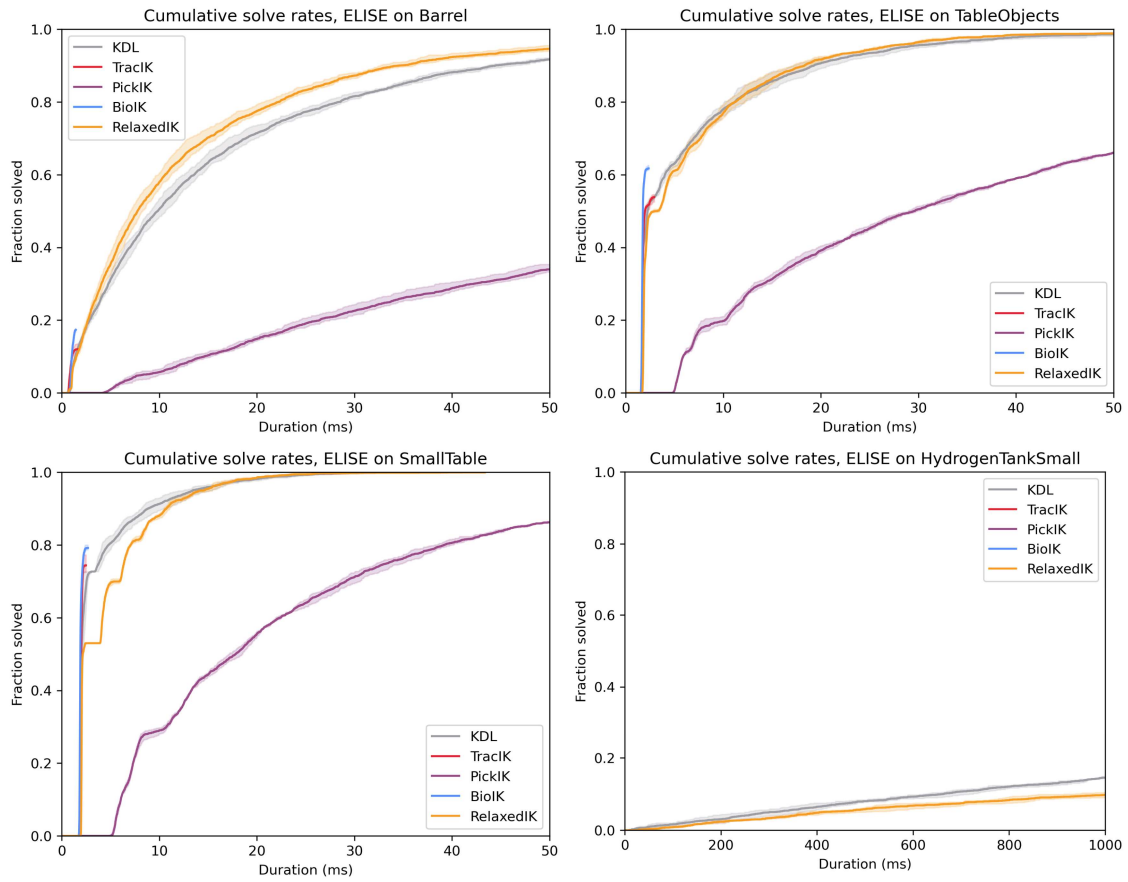 Cumulative solve rates, ELISE on Barrel
1.0
0.8
0.6
0.4
0.2
0.0
Fraction solved
KDL
TracIK
PickIK
BioIK
RelaxedIK
0 10 20 30 40 50
Duration (ms)
Cumulative solve rates, ELISE on TableObjects
1.0
0.8
0.6
0.4
0.2
0.0
Fraction solved
KDL
TracIK
PickIK
BioIK
RelaxedIK
0 10 20 30 40 50
Duration (ms)
Cumulative solve rates, ELISE on SmallTable
1.0
0.8
0.6
0.4
0.2
0.0
Fraction solved
KDL
TracIK
PickIK
BioIK
RelaxedIK
0 10 20 30 40 50
Duration (ms)
Cumulative solve rates, ELISE on HydrogenTankSmall
1.0
0.8
0.6
0.4
0.2
0.0
Fraction solved
KDL
TracIK
PickIK
BioIK
RelaxedIK
0 200 400 600 800 1000
Duration (ms)